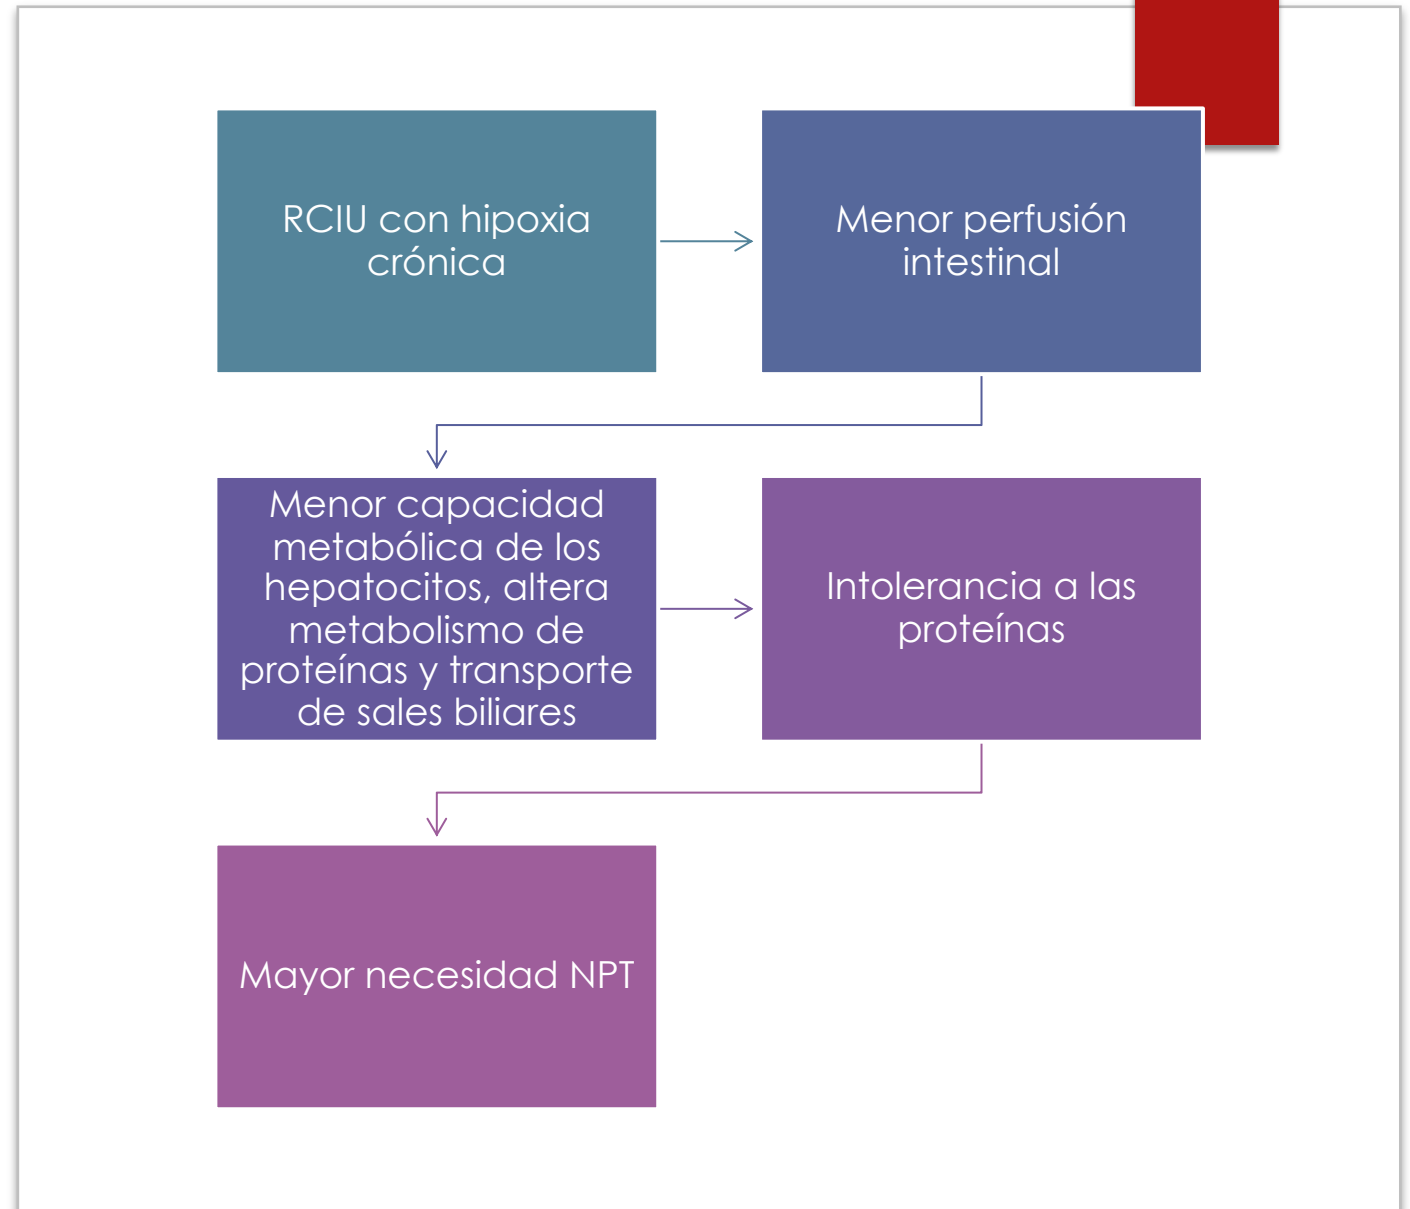 RCIU con hipoxia
crónica
Menor perfusión
intestinal
Menor capacidad
metabólica de los
hepatocitos, altera
metabolismo de
proteínas y transporte
de sales biliares
Intolerancia a las
proteínas
Mayor necesidad NPT